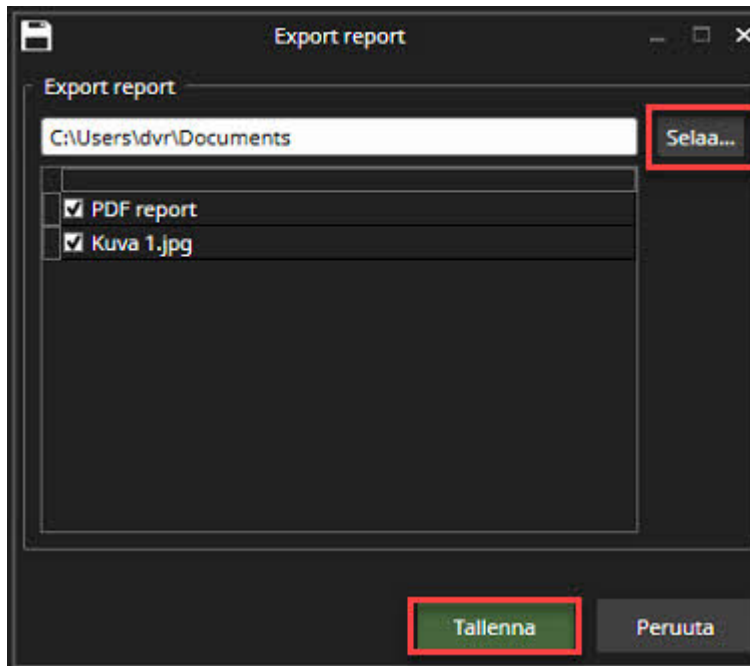 Export report
Export report
C:\Users\dvr\Documents
Selaa...
PDF report
Kuva 1.jpg
Tallenna
Peruuta